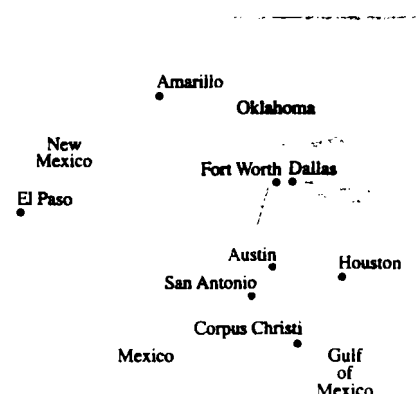 Amarillo
Oklahoma
New
Mexico
Fort Worth Dallas
El Paso
Austin
Houston
San Antonio
Corpus Christi
Mexico
Gulf
of
Mexico